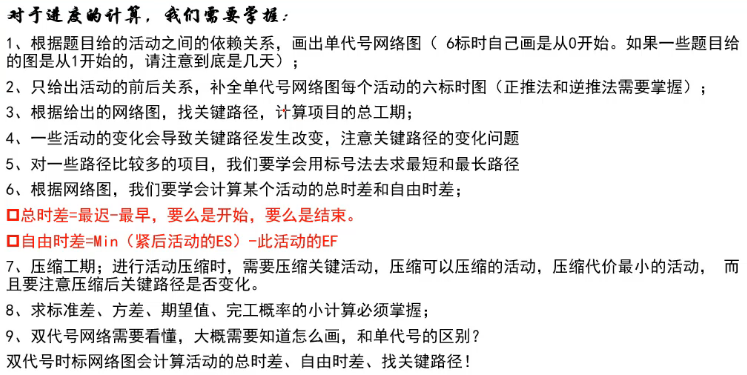 对于进度的计算，我们需要掌握：
1、根据题目给的活动之间的依赖关系，画出单代号网络图（ 6标时自己画是从0开始。如果一些题目给
的图是从1开始的，请注意到底是几天）；
2、只给出活动的前后关系，补全单代号网络图每个活动的六标时图（正推法和逆推法需要掌握）；
3、根据给出的网络图，找关键路径，计算项目的总工期；
4、一些活动的变化会导致关键路径发生改变，注意关键路径的变化问题
5、对一些路径比较多的项目，我们要学会用标号法去求最短和最长路径
6、根据网络图，我们要学会计算某个活动的总时差和自由时差；
总时差=最迟-最早，要么是开始，要么是结束。
自由时差=Min（紧后活动的ES）-此活动的EF
7、压缩工期；进行活动压缩时，需要压缩关键活动，压缩可以压缩的活动，压缩代价最小的活动， 而
且要注意压缩后关键路径是否变化。
8、求标准差、方差、期望值、完工概率的小计算必须掌握；
9、双代号网络需要看懂，大概需要知道怎么画，和单代号的区别？
双代号时标网络图会计算活动的总时差、自由时差、找关键路径！